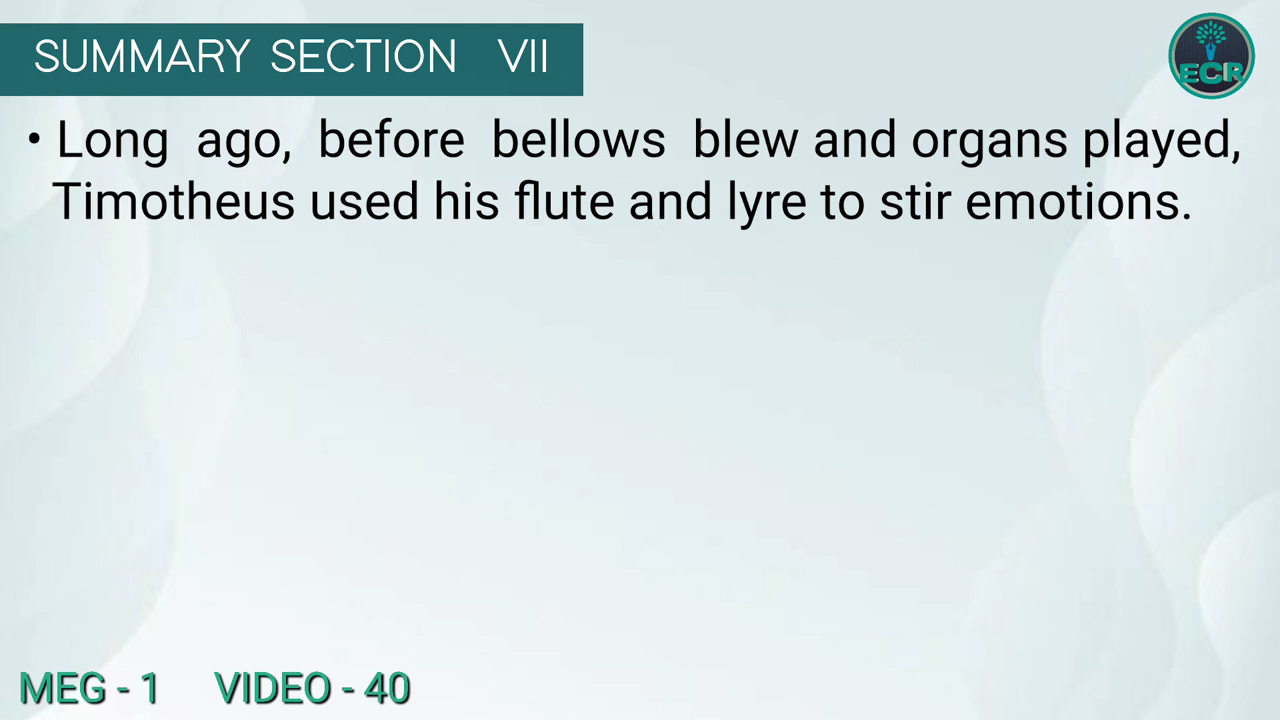 SUMMARY SECTION VII
ECR
• Long ago, before bellows blew and organs played,
Timotheus used his flute and lyre to stir emotions.
MEG - 1 VIDEO - 40